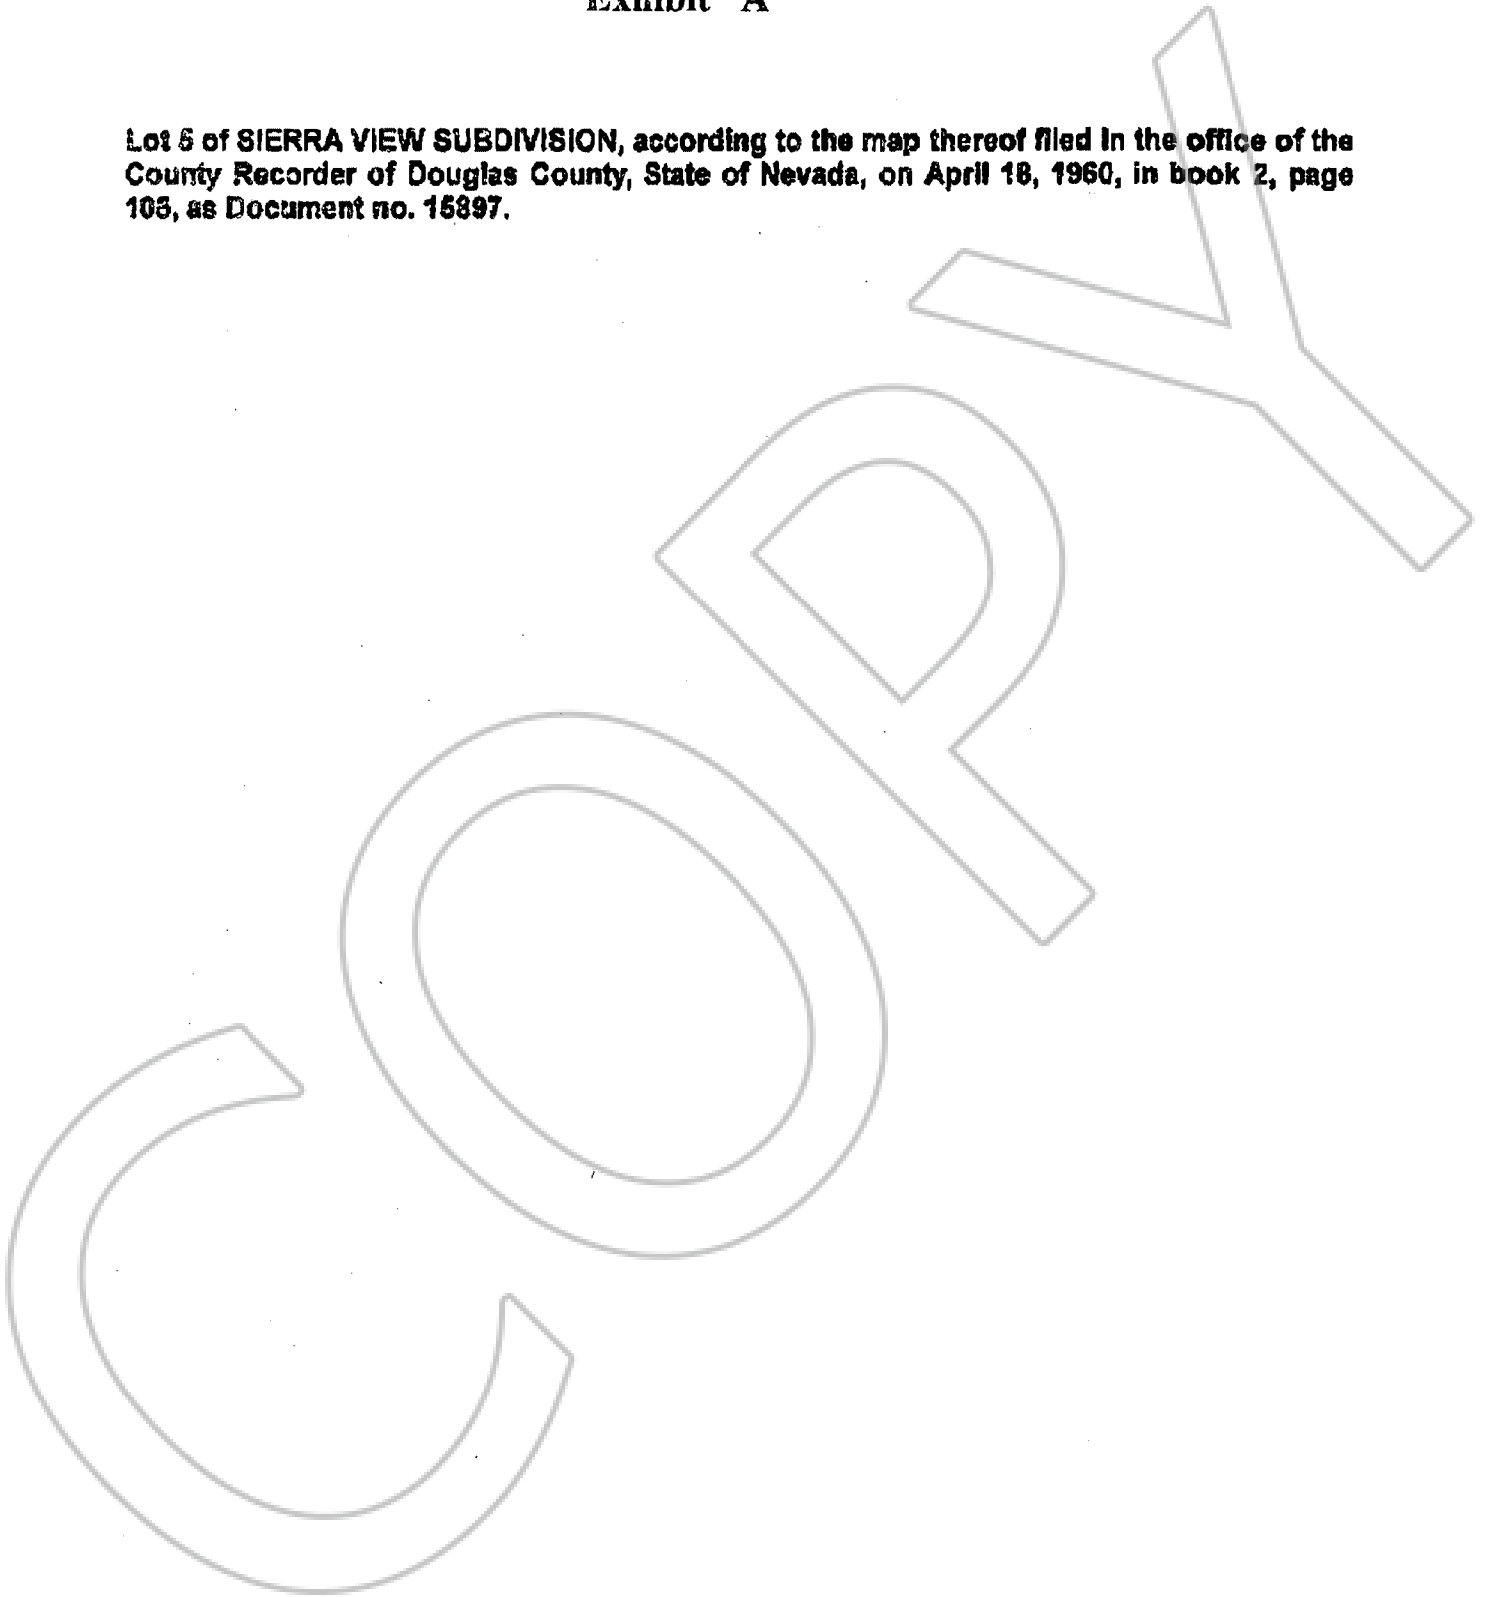 Exhibit A
Lot of SIERRA VIEW SUBDIVISION, according to the map thereof filed in the office of the
County Recorder of Douglas County, State of Nevada, on April 18, 1960, in book 2, page
as Document no. 15897.
COPY